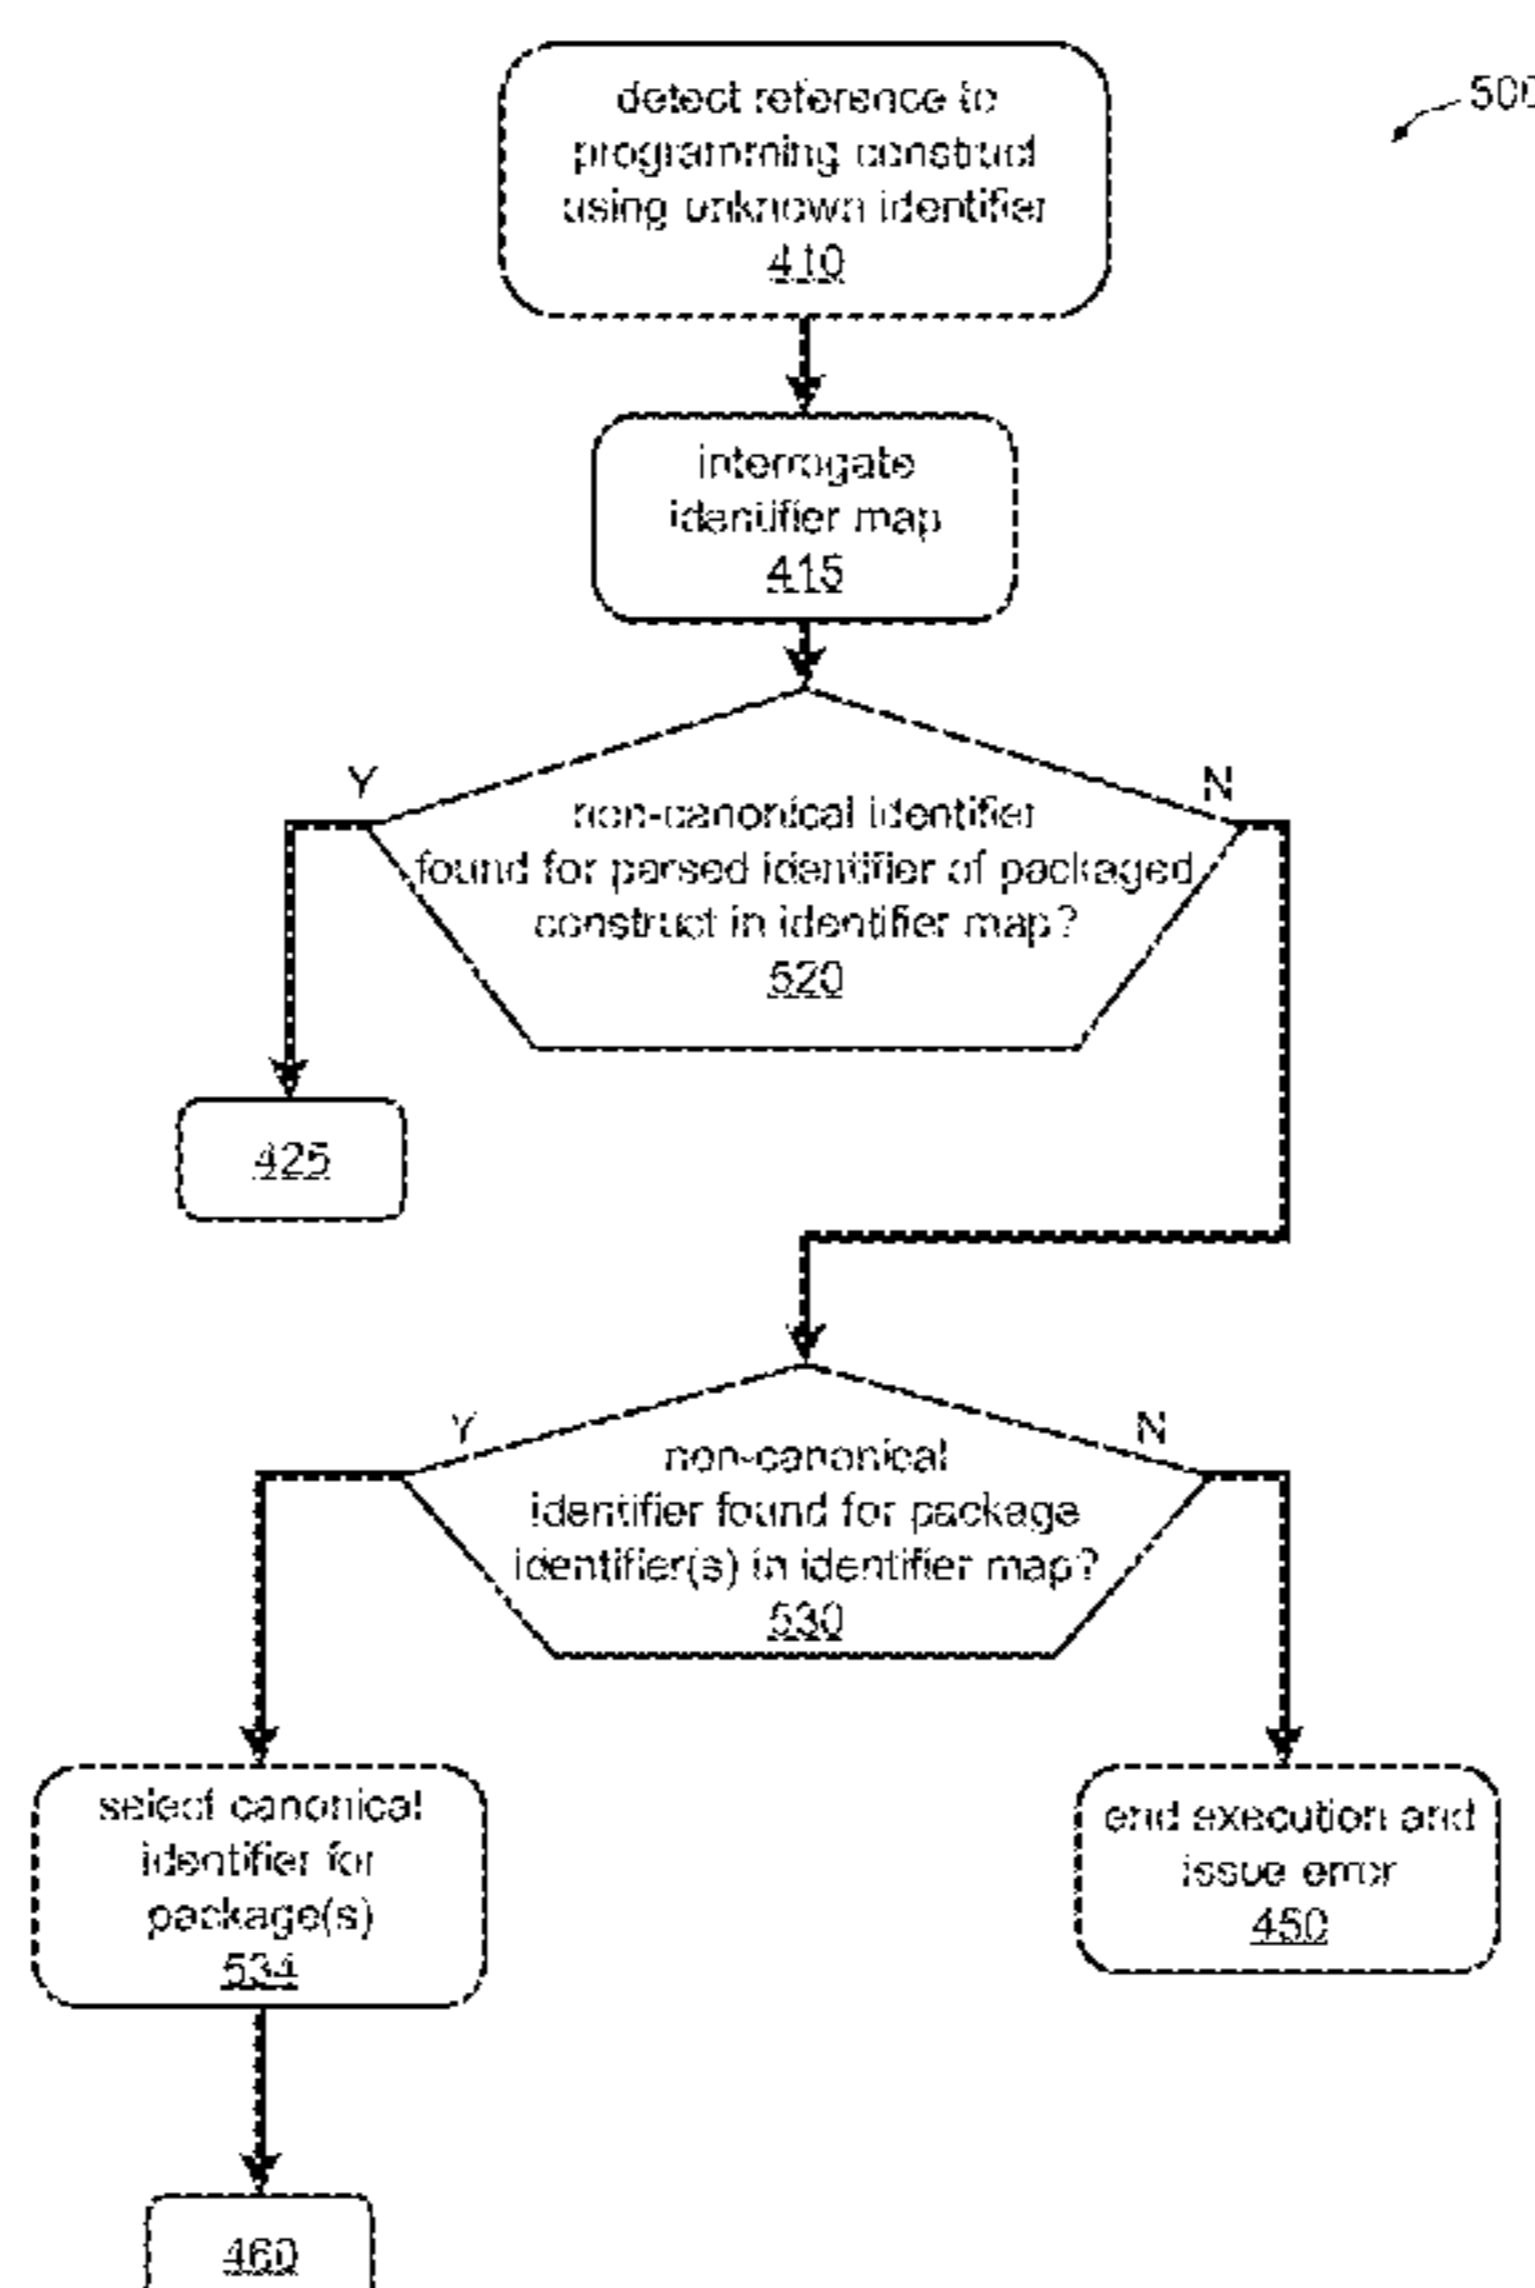 detect reference to
programming construct
using unknown identifier
410
500
interrogate
identifier map
415
Y
N
non-canonical identifier
found for parsed identifier of packaged
construct in identifier map?
520
425
Y
N
non-canonical
identifier found for package
identifier(s) in identifier map?
530
select canonical
identifier for
package(s)
534
end execution and
issue error
450
460